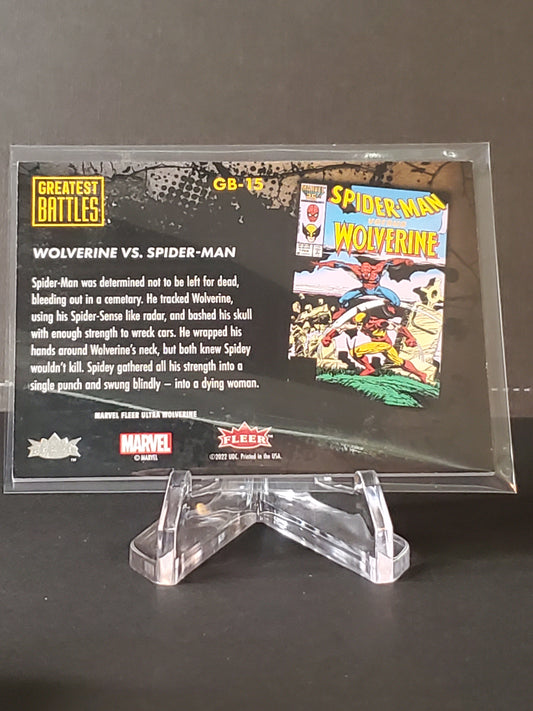 GREATEST
BATTLES
GB-15
WOLVERINE VS. SPIDER-MAN
Spider-Man was determined not to be left for dead,
bleeding out in a cemetary. He tracked Wolverine,
using his Spider-Sense like radar, and bashed his skull
with enough strength to wreck cars. He wrapped his
hands around Wolverine's neck, but both knew Spidey
wouldn't kill. Spidey gathered all his strength into a
single punch and swung blindly – into a dying woman.
SPIDER-MAN
WOLVERINE
MARVEL FLEER ULTRA WOLVERINE
MARVEL
© MARVEL
FLEER
©2022 UDC. Printed in the USA.